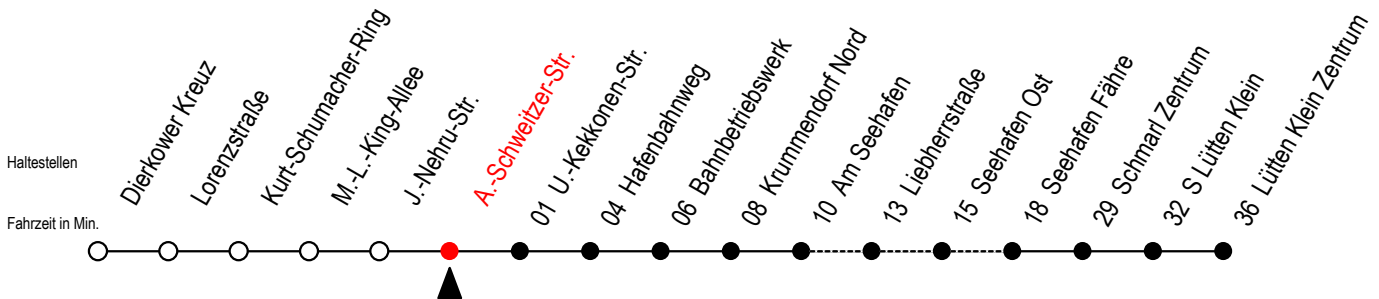 Haltestellen
Fahrzeit in Min.
Dierkower Kreuz
Lorenzstraße
Kurt-Schumacher-Ring
M.-L.-King-Allee
J.-Nehru-Str.
A.-Schweitzer-Str.
01 U.-Kekkonen-Str.
04 Hafenbahnweg
06 Bahnbetriebswerk
08 Krummendorf Nord
10 Am Seehafen
13 Liebherrstraße
15 Seehafen Ost
18 Seehafen Fähre
29 Schmarl Zentrum
32 S Lütten Klein
36 Lütten Klein Zentrum